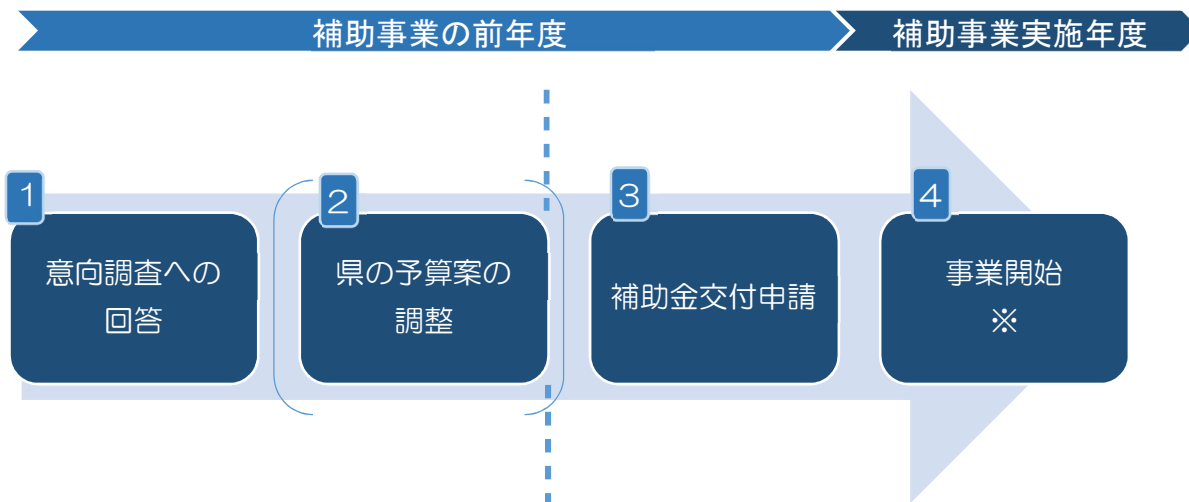 補助事業の前年度
補助事業実施年度
1
意向調査への
回答
2
県の予算案の
調整
3
補助金交付申請
4
事業開始
※